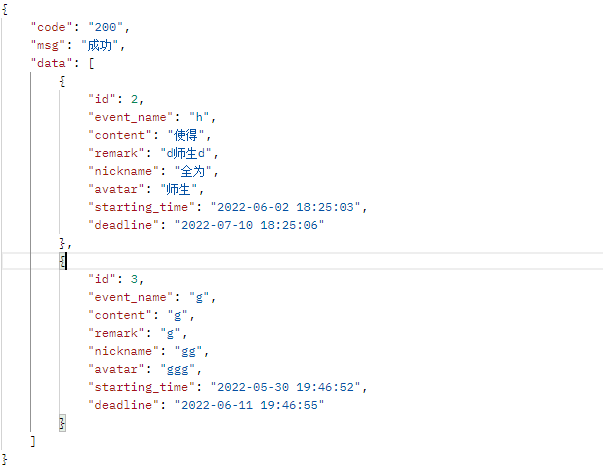 {
"code": "200",
"msg": "成功",
"data": [
{
"id": 2,
"event_name": "h",
"content": "使得",
"remark": "d师生d",
"nickname": "全为",
"avatar": "师生",
"starting_time": "2022-06-02 18:25:03",
"deadline": "2022-07-10 18:25:06"
},
{
"id": 3,
"event_name": "g",
"content": "g",
"remark": "g",
"nickname": "gg",
"avatar": "ggg",
"starting_time": "2022-05-30 19:46:52",
"deadline": "2022-06-11 19:46:55"
}
]
}